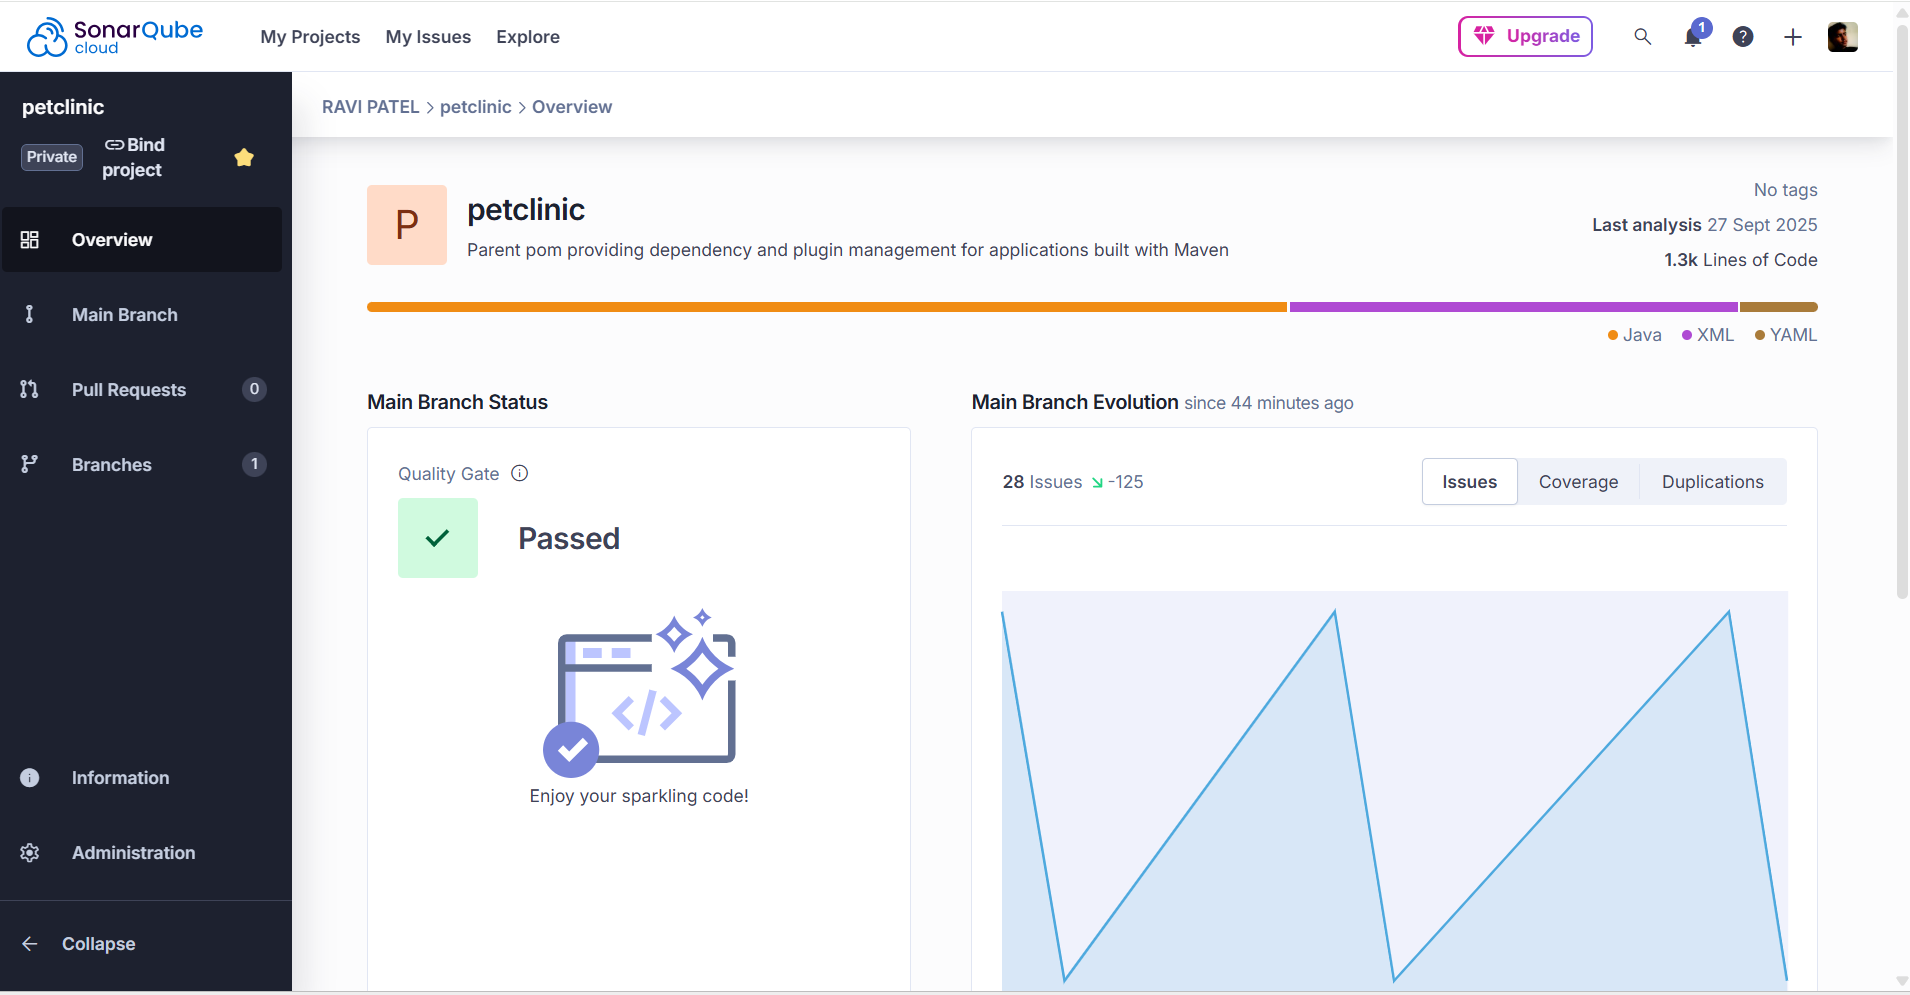 SonarQube
cloud
My Projects
My Issues
Explore
Upgrade
1
?
petclinic
Private
Bind
project
Overview
Main Branch
Pull Requests
0
Branches
1
Information
Administration
Collapse
RAVI PATEL > petclinic > Overview
P
petclinic
Parent pom providing dependency and plugin management for applications built with Maven
No tags
Last analysis 27 Sept 2025
1.3k Lines of Code
Java
XML
YAML
Main Branch Status
Quality Gate
Passed
</>
Enjoy your sparkling code!
Main Branch Evolution since 44 minutes ago
28 Issues -125
Issues
Coverage
Duplications